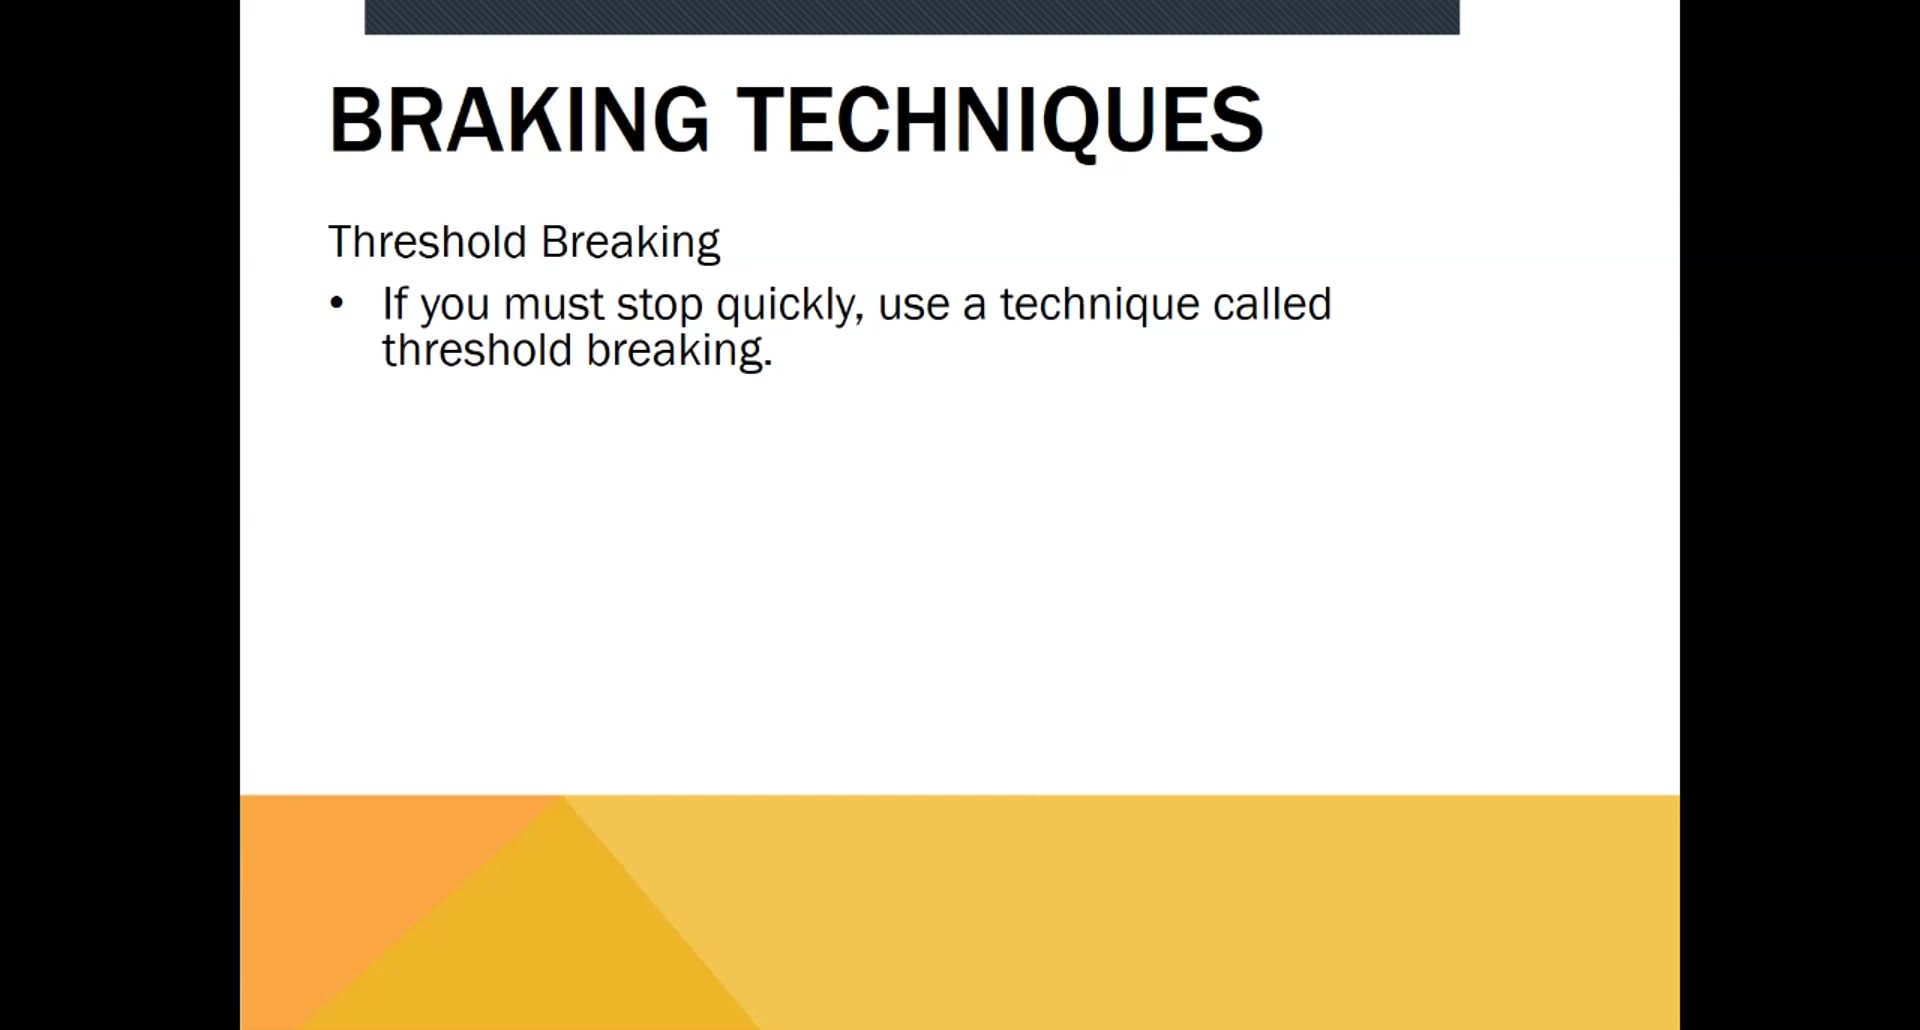 BRAKING TECHNIQUES
Threshold Breaking
• If you must stop quickly, use a technique called
threshold breaking.